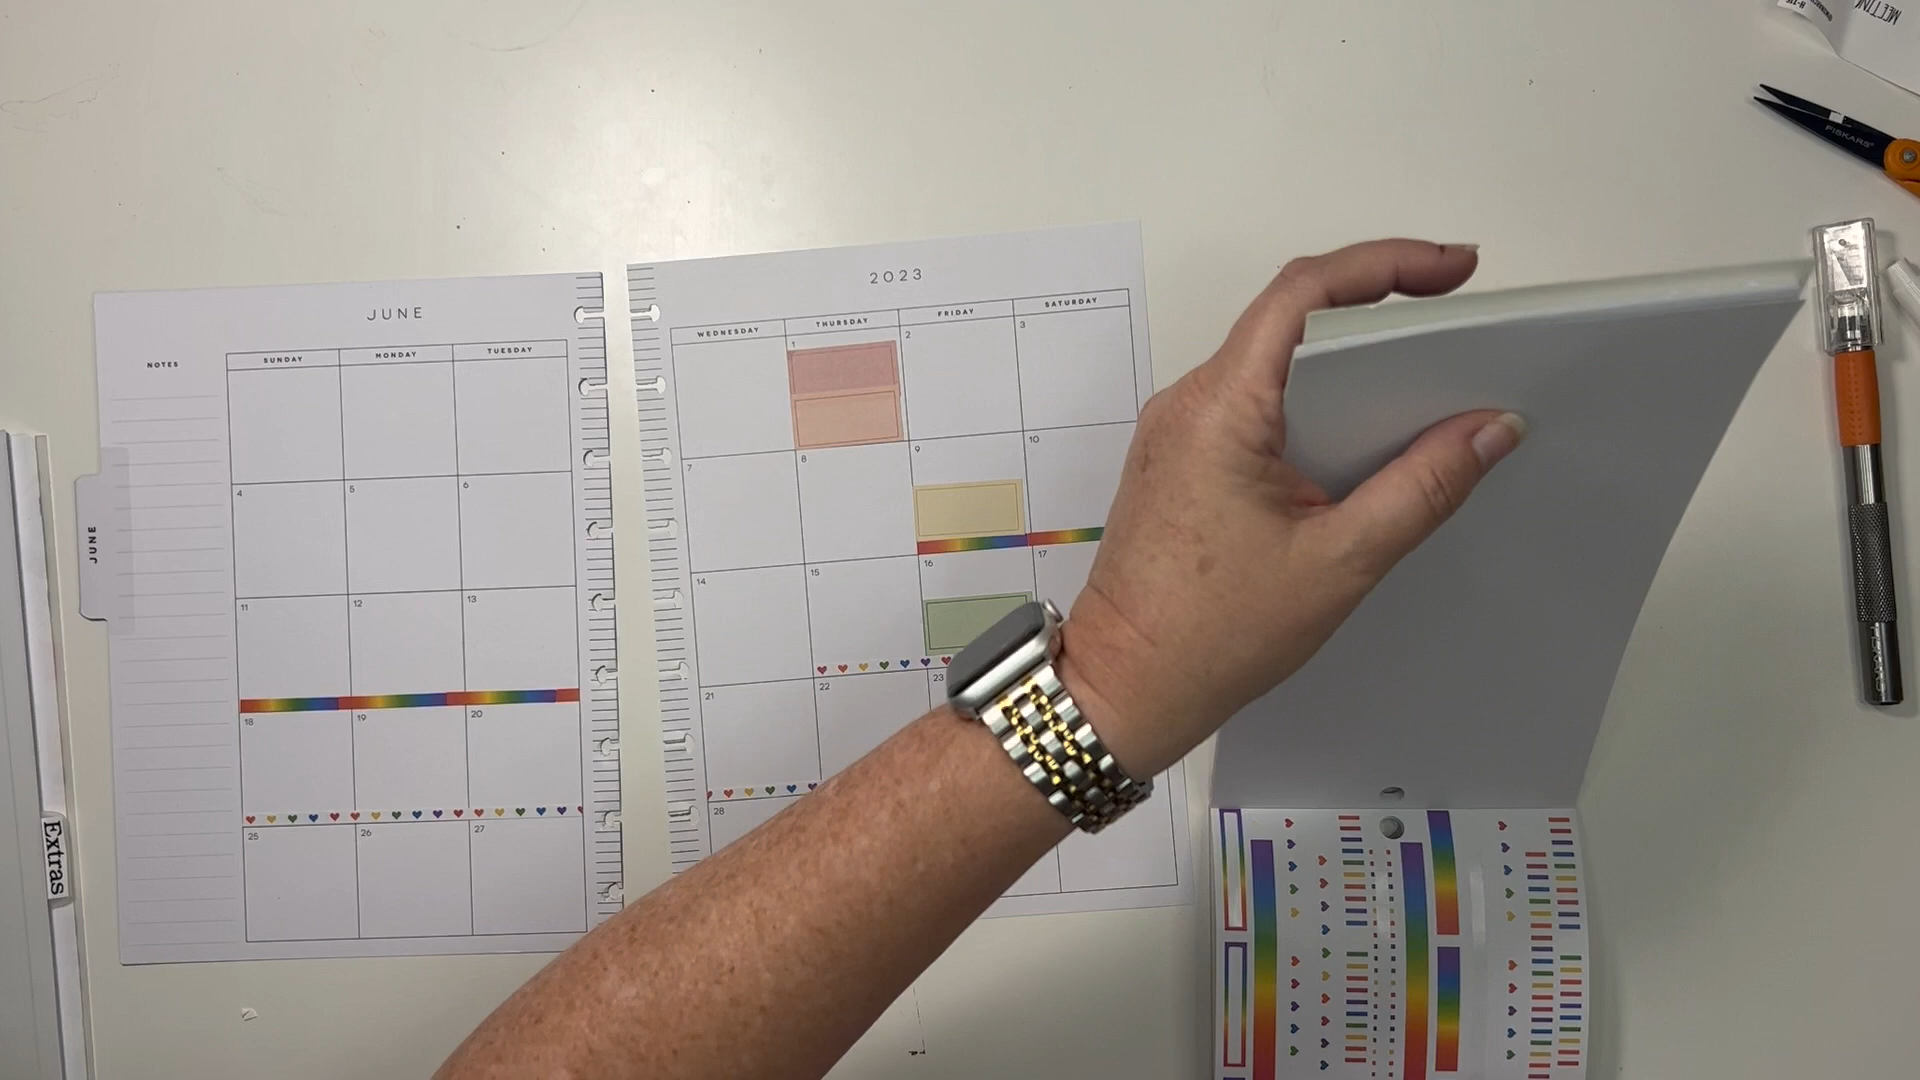 JUNE
NOTES
SUNDAY MONDAY TUESDAY
4 5 6
11 12 13
18 19 20
25 26 27
JUNE
Extras
2023
WEDNESDAY THURSDAY FRIDAY SATURDAY
1 2 3
7 8 9 10
14 15 16 17
21 22 23
28
FISKARS